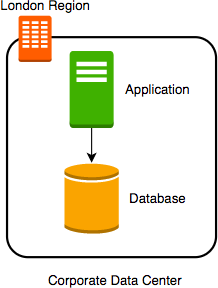 London Region
Application
Database
Corporate Data Center